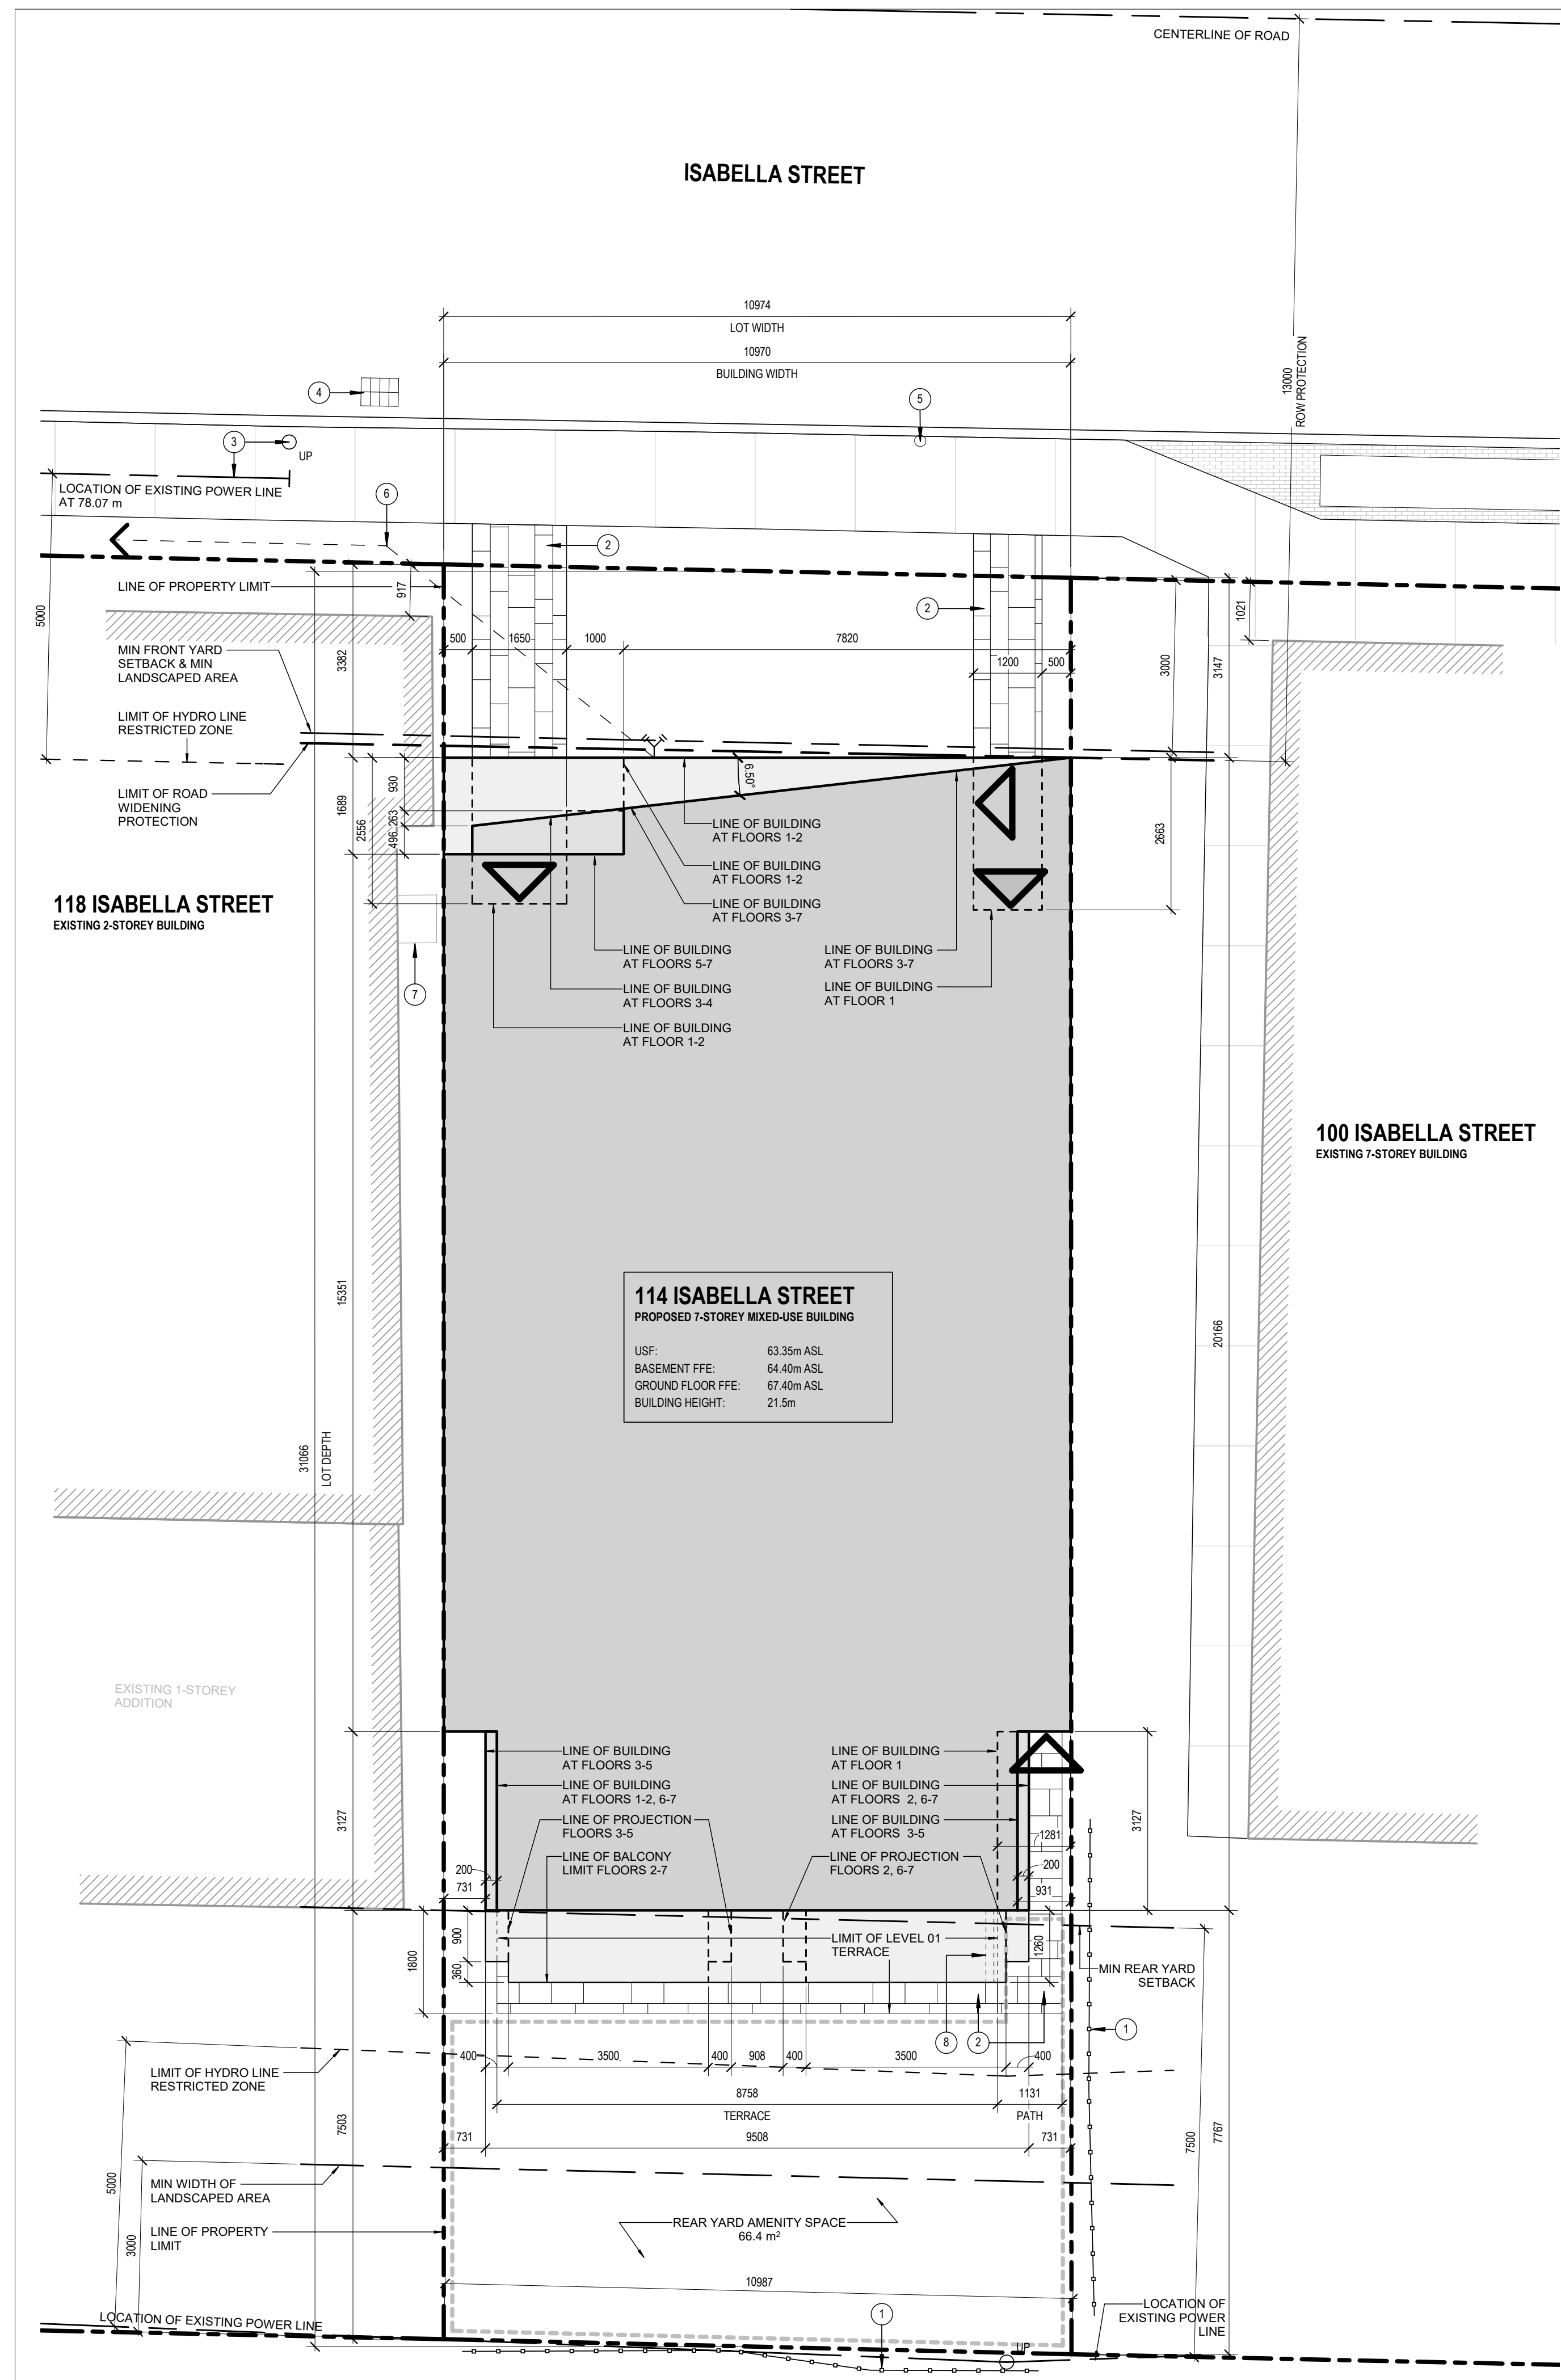 CENTERLINE OF ROAD
ISABELLA STREET
13000
ROW PROTECTION
10974
LOT WIDTH
10970
BUILDING WIDTH
4
5
3
UP
LOCATION OF EXISTING POWER LINE
AT 78.07 m
6
2
LINE OF PROPERTY LIMIT
917
5000
2
1021
MIN FRONT YARD
SETBACK & MIN
LANDSCAPED AREA
3382
500
1650
1000
7820
1200
500
3000
3147
LIMIT OF HYDRO LINE
RESTRICTED ZONE
LIMIT OF ROAD
WIDENING
PROTECTION
1689
2556
930
263
496
6.50°
2663
LINE OF BUILDING
AT FLOORS 1-2
LINE OF BUILDING
AT FLOORS 1-2
LINE OF BUILDING
AT FLOORS 3-7
118 ISABELLA STREET
EXISTING 2-STOREY BUILDING
LINE OF BUILDING
AT FLOORS 5-7
LINE OF BUILDING
AT FLOORS 3-4
LINE OF BUILDING
AT FLOOR 1-2
LINE OF BUILDING
AT FLOORS 3-7
LINE OF BUILDING
AT FLOOR 1
7
100 ISABELLA STREET
EXISTING 7-STOREY BUILDING
15351
31066
LOT DEPTH
20166
114 ISABELLA STREET
PROPOSED 7-STOREY MIXED-USE BUILDING
USF: 63.35m ASL
BASEMENT FFE: 64.40m ASL
GROUND FLOOR FFE: 67.40m ASL
BUILDING HEIGHT: 21.5m
EXISTING 1-STOREY
ADDITION
LINE OF BUILDING
AT FLOORS 3-5
LINE OF BUILDING
AT FLOORS 1-2, 6-7
LINE OF PROJECTION
FLOORS 3-5
LINE OF BALCONY
LIMIT FLOORS 2-7
LINE OF BUILDING
AT FLOOR 1
LINE OF BUILDING
AT FLOORS 2, 6-7
LINE OF BUILDING
AT FLOORS 3-5
LINE OF PROJECTION
FLOORS 2, 6-7
3127
3127
1281
200
731
200
931
900
360
1800
1260
LIMIT OF LEVEL 01
TERRACE
MIN REAR YARD
SETBACK
1
8
2
LIMIT OF HYDRO LINE
RESTRICTED ZONE
400
3500
400
908
400
3500
400
8758
TERRACE
1131
PATH
731
9508
731
5000
7503
7500
7767
MIN WIDTH OF
LANDSCAPED AREA
3000
LINE OF PROPERTY
LIMIT
REAR YARD AMENITY SPACE
66.4 m²
10987
LOCATION OF EXISTING POWER LINE
1
UP
LOCATION OF
EXISTING POWER
LINE